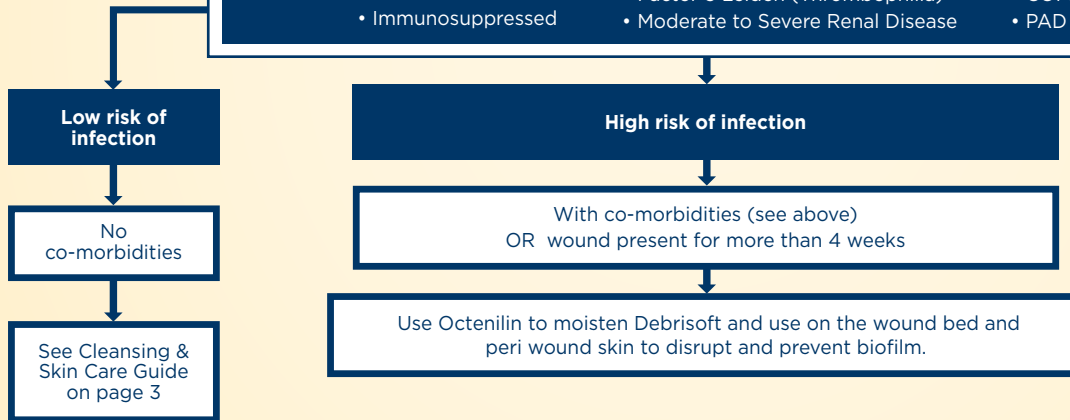 • Immunosuppressed
• Moderate to Severe Renal Disease
• PAD
Low risk of
infection
High risk of infection
No
co-morbidities
With co-morbidities (see above)
OR wound present for more than 4 weeks
See Cleansing &
Skin Care Guide
on page 3
Use Octenilin to moisten Debrisoft and use on the wound bed and
peri wound skin to disrupt and prevent biofilm.